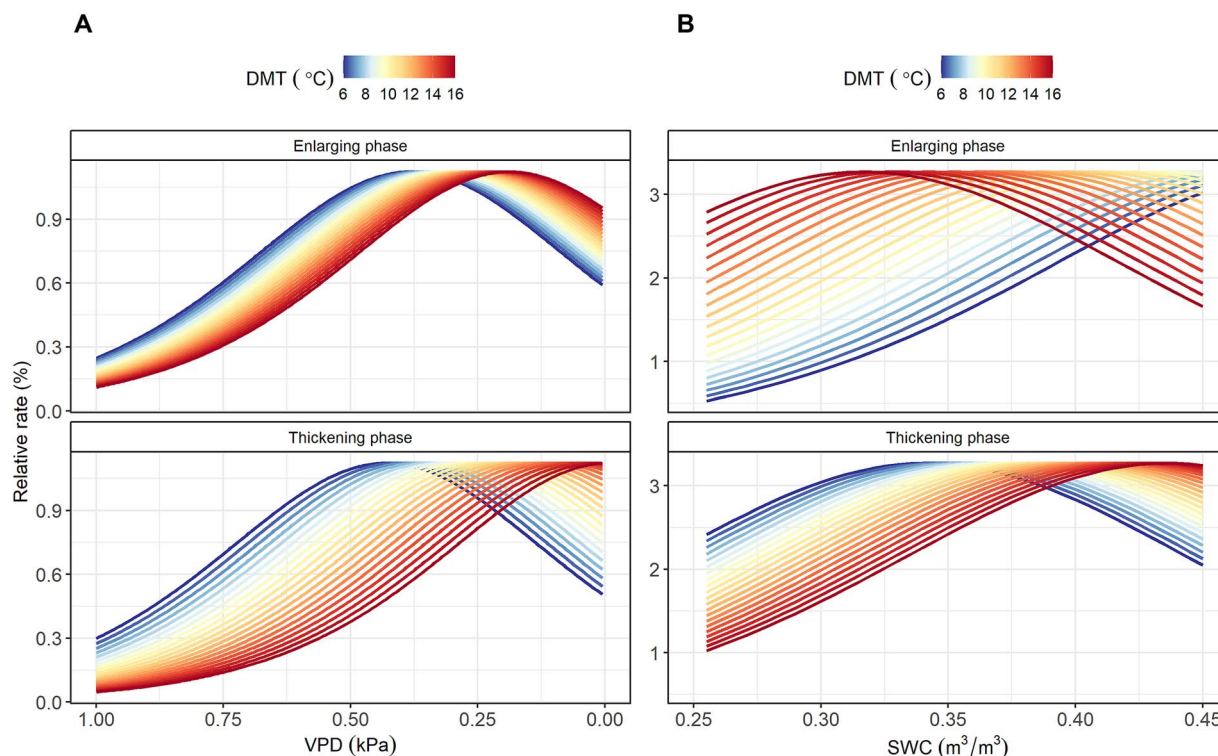 A
DMT ( °C)
6 8 10 12 14 16
Enlarging phase
0.9
0.6
0.3
0.0
Thickening phase
0.9
0.6
0.3
0.0
Relative rate (%)
1.00 0.75 0.50 0.25 0.00
VPD (kPa)
B
DMT ( °C)
6 8 10 12 14 16
Enlarging phase
3
2
1
Thickening phase
3
2
1
0.25 0.30 0.35 0.40 0.45
SWC (m³/m³)